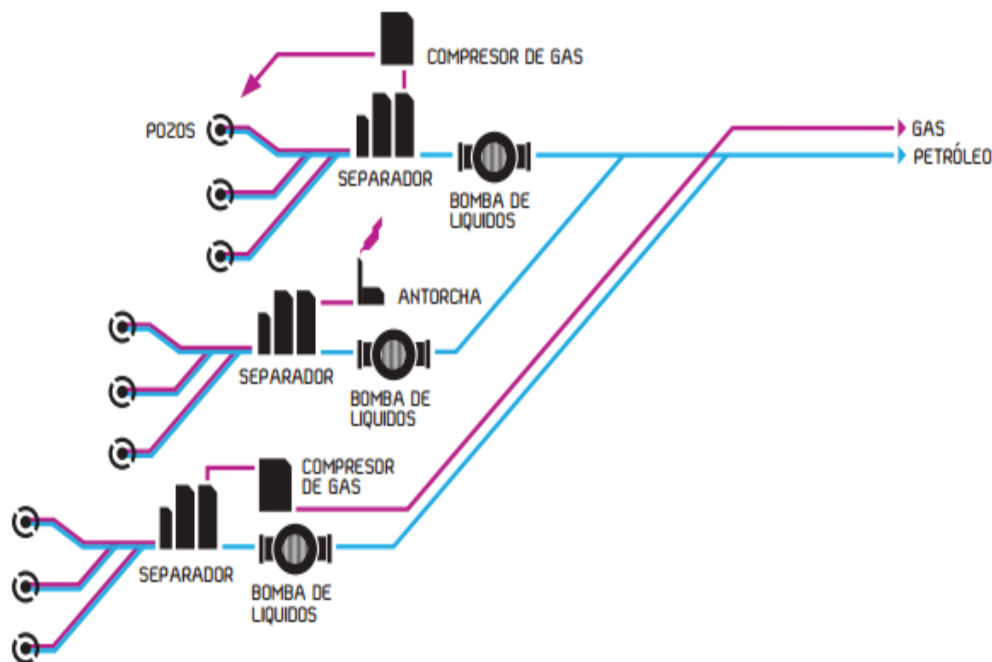 COMPRESOR DE GAS
POZOS
GAS
PETRÓLEO
SEPARADOR
BOMBA DE
LIQUIDOS
ANTORCHA
SEPARADOR
BOMBA DE
LIQUIDOS
COMPRESOR
DE GAS
SEPARADOR
BOMBA DE
LIQUIDOS